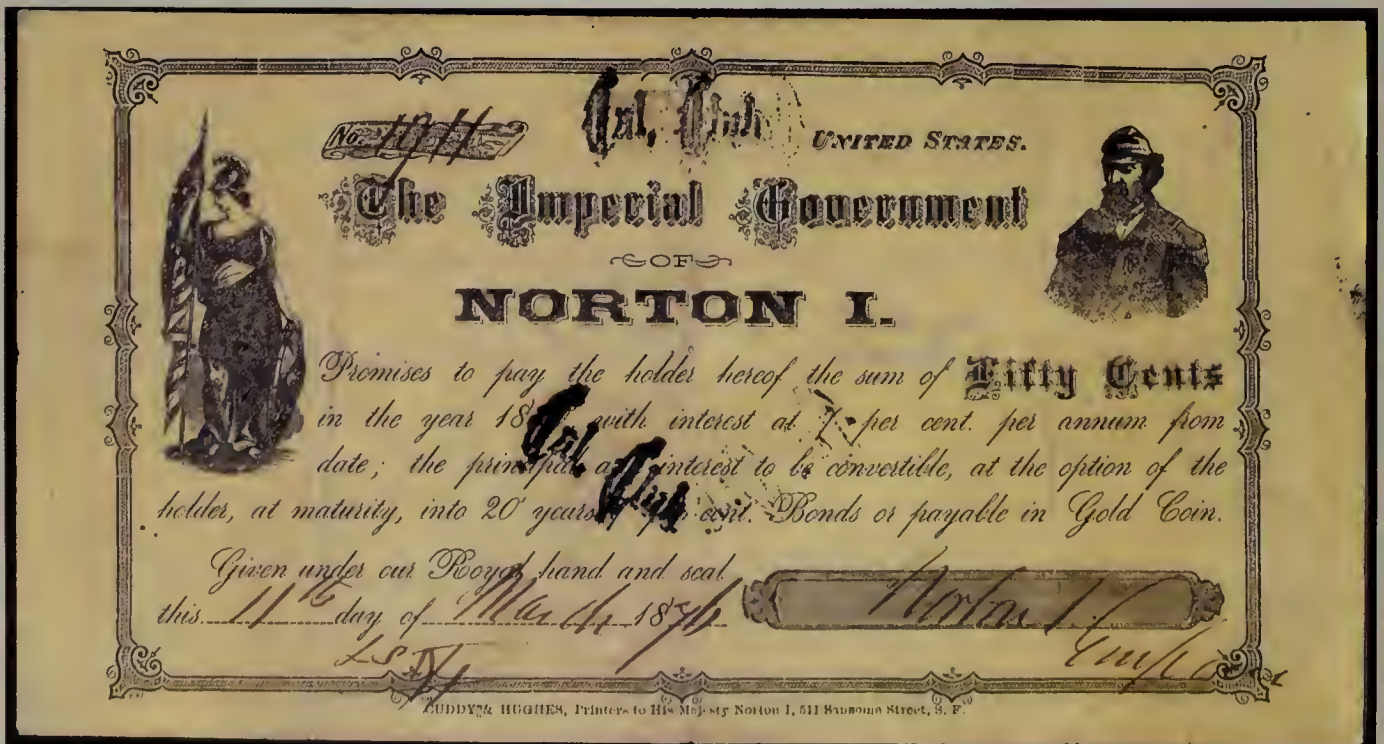 No. 1911 Cal. Club UNITED STATES.
The Imperial Government
OF
NORTON I.
Promises to pay the holder hereof the sum of Fifty Cents
in the year 18 with interest at 7 per cent. per annum from
date; the principal and interest to be convertible, at the option of the
holder, at maturity, into 20 years cent. Bonds or payable in Gold Coin.
Cal. Club
Given under our Royal hand and seal
this 11th day of March 1876
Norton I.
Emperor
LS
CUDDY & HUGHES, Printers to His Majesty Norton I, 511 Sansome Street, S. F.